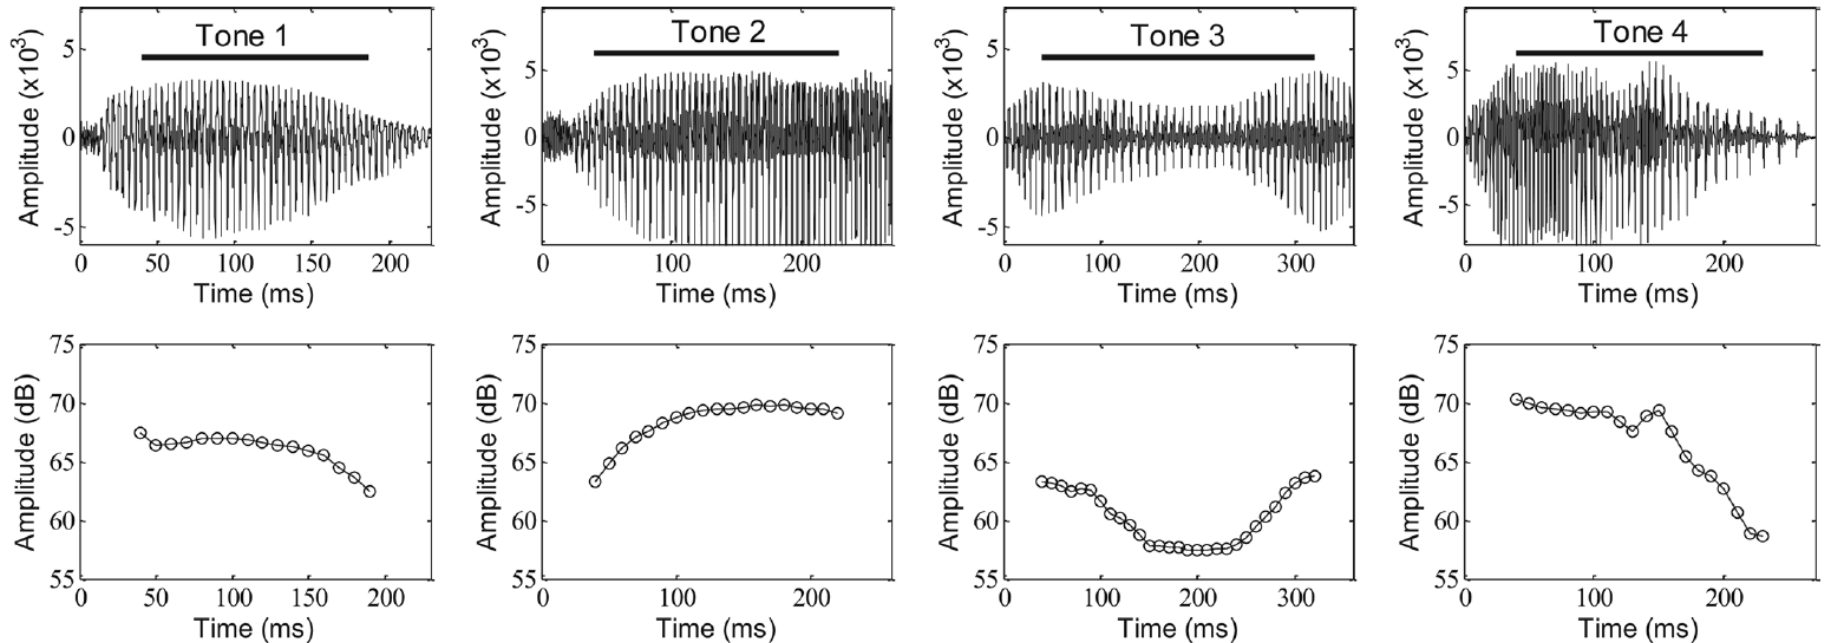 Tone 1
Amplitude (x10³)
5
0
-5
0 50 100 150 200
Time (ms)
Tone 2
Amplitude (x10³)
5
0
-5
0 100 200
Time (ms)
Tone 3
Amplitude (x10³)
5
0
-5
0 100 200 300
Time (ms)
Tone 4
Amplitude (x10³)
5
0
-5
0 100 200
Time (ms)
Amplitude (dB)
75
70
65
60
55
0 50 100 150 200
Time (ms)
Amplitude (dB)
75
70
65
60
55
0 100 200
Time (ms)
Amplitude (dB)
75
70
65
60
55
0 100 200 300
Time (ms)
Amplitude (dB)
75
70
65
60
55
0 100 200
Time (ms)